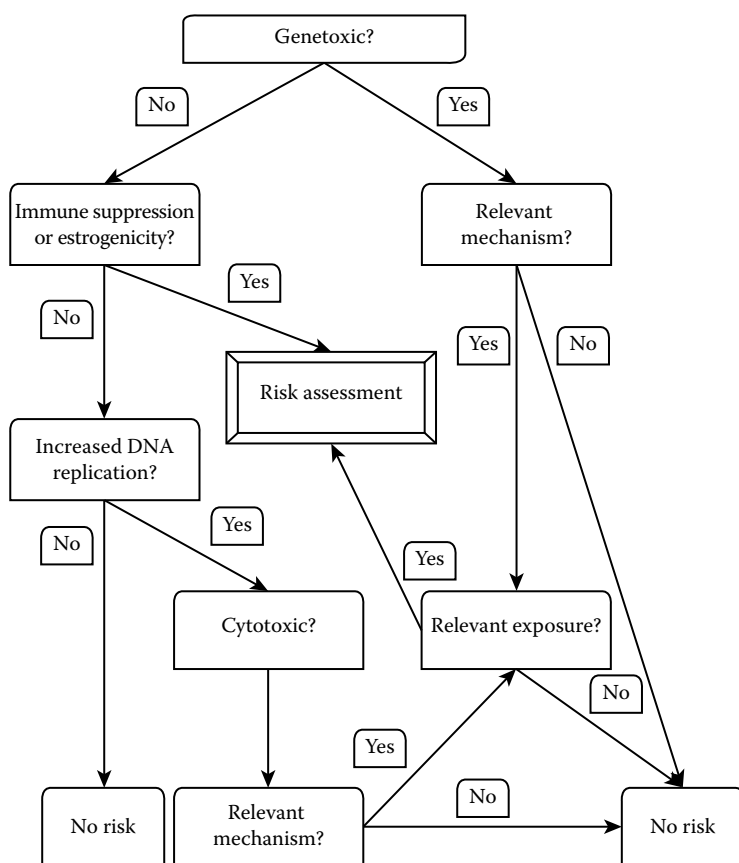 Genetoxic?
No
Yes
Immune suppression
or estrogenicity?
Relevant
mechanism?
Yes
No
Yes
No
Risk assessment
Increased DNA
replication?
No
Yes
Yes
Cytotoxic?
Relevant exposure?
No
Yes
No
No risk
Relevant
mechanism?
No risk